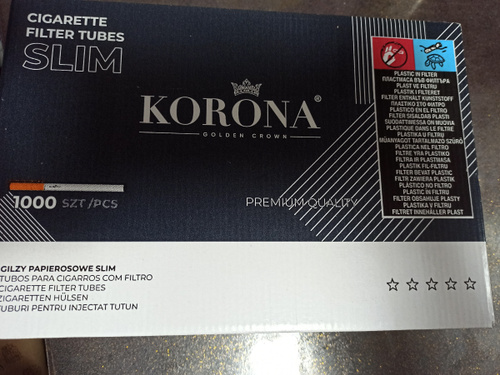 CIGARETTE
FILTER TUBES
SLIM
KORONA®
GOLDEN CROWN
1000 SZT/PCS
PREMIUM QUALITY
PLASTIC IN FILTER
ПЛАСТМАСА ВЪВ ФИЛТЪРА
PLAST VE FILTRU
PLASTIK I FILTERET
FILTER ENTHÄLT KUNSTSTOFF
ΠΛΑΣΤΙΚΟ ΣΤΟ ΦΙΛΤΡΟ
PLÁSTICO EN EL FILTRO
FILTER SISALDAB PLASTI
SUODATTIMESSA ON MUOVIA
PLASTIQUE DANS LE FILTRE
PLASTIKA U FILTRU
MŰANYAGOT TARTALMAZÓ SZŰRŐ
PLASTICA NEL FILTRO
FILTRE YRA PLASTIKO
FILTRA IR PLASTMASA
PLASTIK FIL-FILTRU
FILTER BEVAT PLASTIC
FILTR ZAWIERA PLASTIK
PLÁSTICO NO FILTRO
PLASTIC IN FILTRU
FILTER OBSAHUJE PLASTY
PLASTIKA V FILTRU
FILTRET INNEHÅLLER PLAST
GILZY PAPIEROSOWE SLIM
TUBOS PARA CIGARROS COM FILTRO
CIGARETTE FILTER TUBES
ZIGARETTEN HÜLSEN
TUBURI PENTRU INJECTAT TUTUN